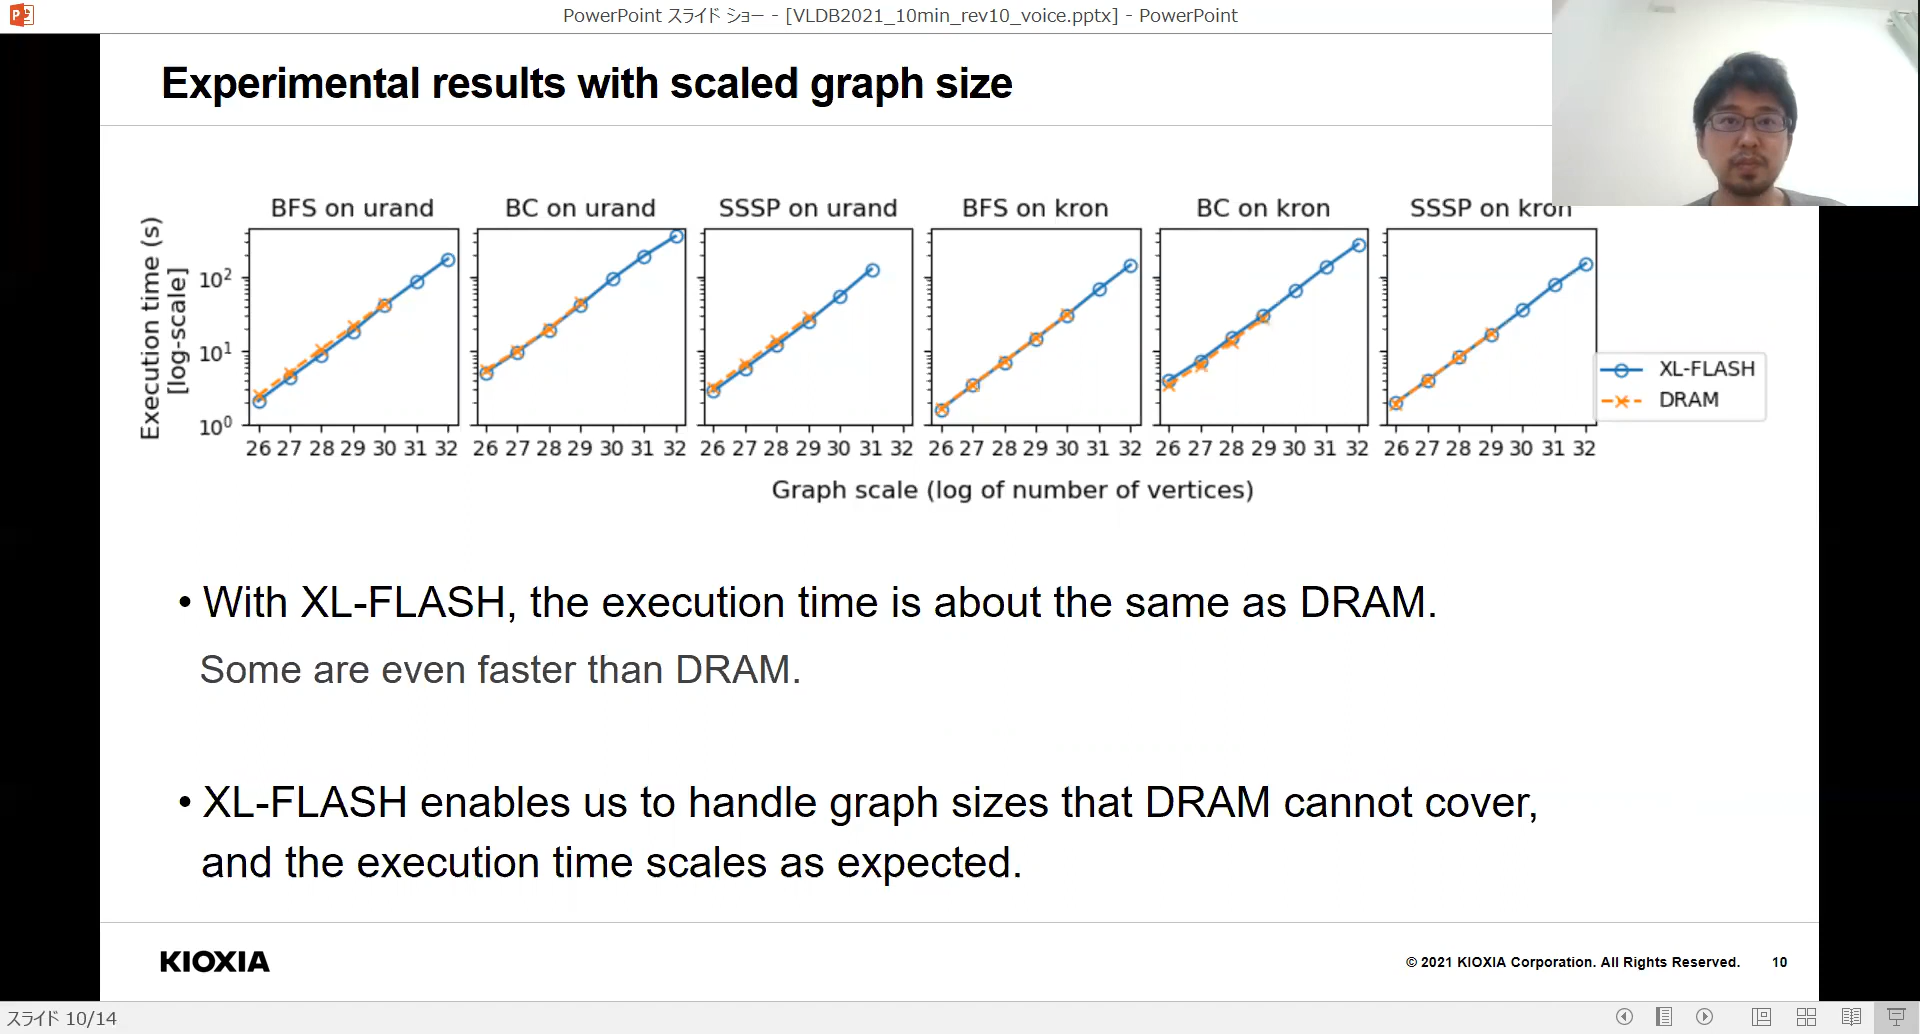 PowerPoint スライド ショー - [VLDB2021_10min_rev10_voice.pptx] - PowerPoint
Experimental results with scaled graph size
BFS on urand
BC on urand
SSSP on urand
BFS on kron
BC on kron
SSSP on kron
Execution time (s)
[log-scale]
10²
10¹
10⁰
26 27 28 29 30 31 32
26 27 28 29 30 31 32
26 27 28 29 30 31 32
26 27 28 29 30 31 32
26 27 28 29 30 31 32
26 27 28 29 30 31 32
XL-FLASH
DRAM
Graph scale (log of number of vertices)
• With XL-FLASH, the execution time is about the same as DRAM.
Some are even faster than DRAM.
• XL-FLASH enables us to handle graph sizes that DRAM cannot cover,
and the execution time scales as expected.
KIOXIA
© 2021 KIOXIA Corporation. All Rights Reserved.
10
スライド 10/14